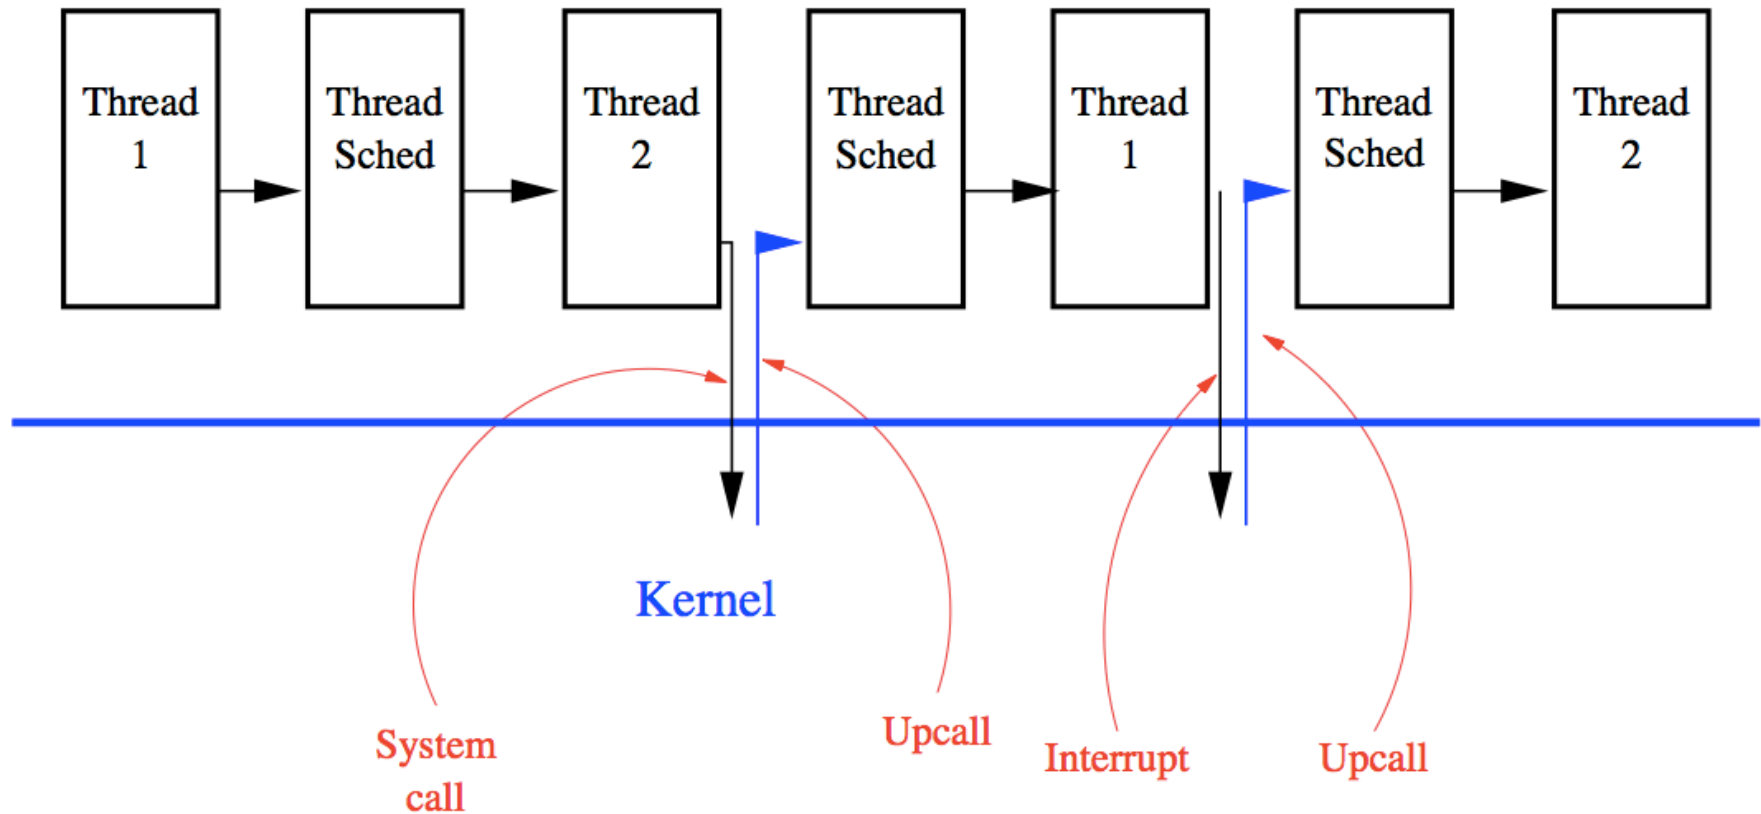 Thread
1
Thread
Sched
Thread
2
Thread
Sched
Thread
1
Thread
Sched
Thread
2
Kernel
System
call
Upcall
Interrupt
Upcall